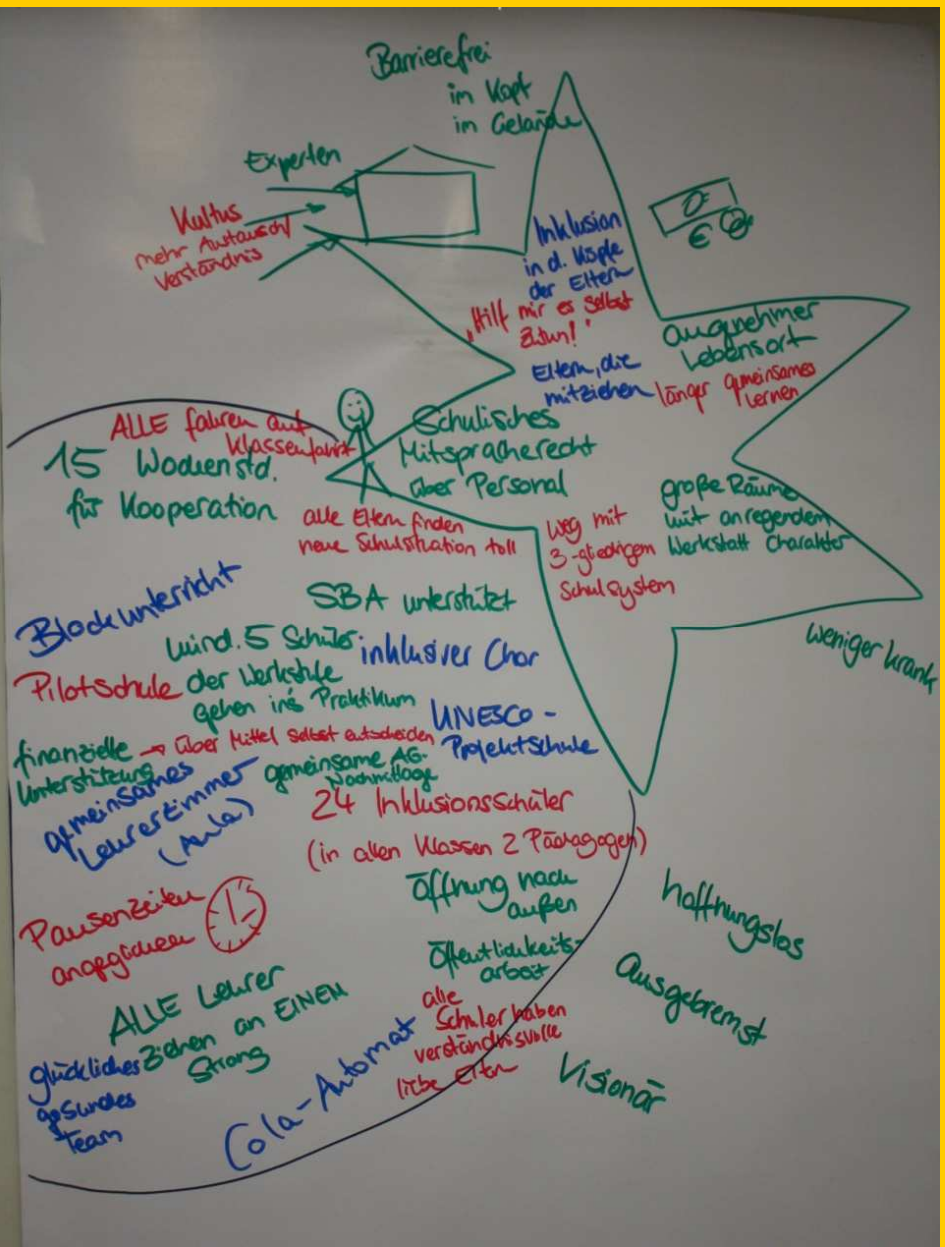 Barrierefrei
im Kopf
im Gelände
Experten
Kultus
mehr Austausch/
Verständnis
Inklusion
in d. Köpfe
der Eltern
"Hilf mir es selbst
zu tun!"
Eltern, die
mitziehen
angenehmer
Lebensort
länger gemeinsames
lernen
€
ALLE fahren auf
Klassenfahrt
15 Wochenstd.
für Kooperation
Schulisches
Mitspracherecht
über Personal
alle Eltern finden
neue Schulsituation toll
weg mit
3-gliedrigem
Schulsystem
große Räume
mit anregendem
Werkstatt Charakter
weniger krank
Blockunterricht
SBA unterstützt
mind. 5 Schüler
der Werkstufe
gehen ins Praktikum
inklusiver Chor
Pilotschule
UNESCO-
Projektschule
finanzielle
Unterstützung
→ über Mittel selbst entscheiden
gemeinsames
Lehrerzimmer
(Aula)
gemeinsame AG-
Nachmittage
24 Inklusionsschüler
(in allen Klassen 2 Pädagogen)
Pausenzeiten
angeglichen
Öffnung nach
außen
Öffentlichkeits-
arbeit
ALLE Lehrer
ziehen an EINEM
Strang
alle
Schüler haben
verständnisvolle
liebe Eltern
glückliches
gesundes
Team
Cola-Automat
hoffnungslos
Ausgebremst
Visionär